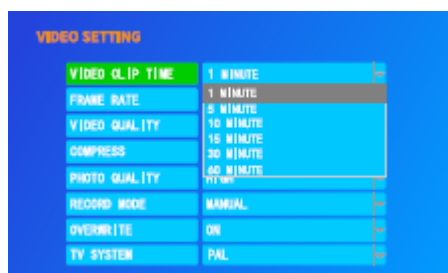 VIDEO SETTING
VIDEO CLIP TIME 1 MINUTE
1 MINUTE
FRAME RATE
5 MINUTE
10 MINUTE
VIDEO QUALITY
15 MINUTE
COMPRESS
30 MINUTE
60 MINUTE
PHOTO QUALITY HIGH
RECORD MODE MANUAL
OVERWRITE ON
TV SYSTEM PAL